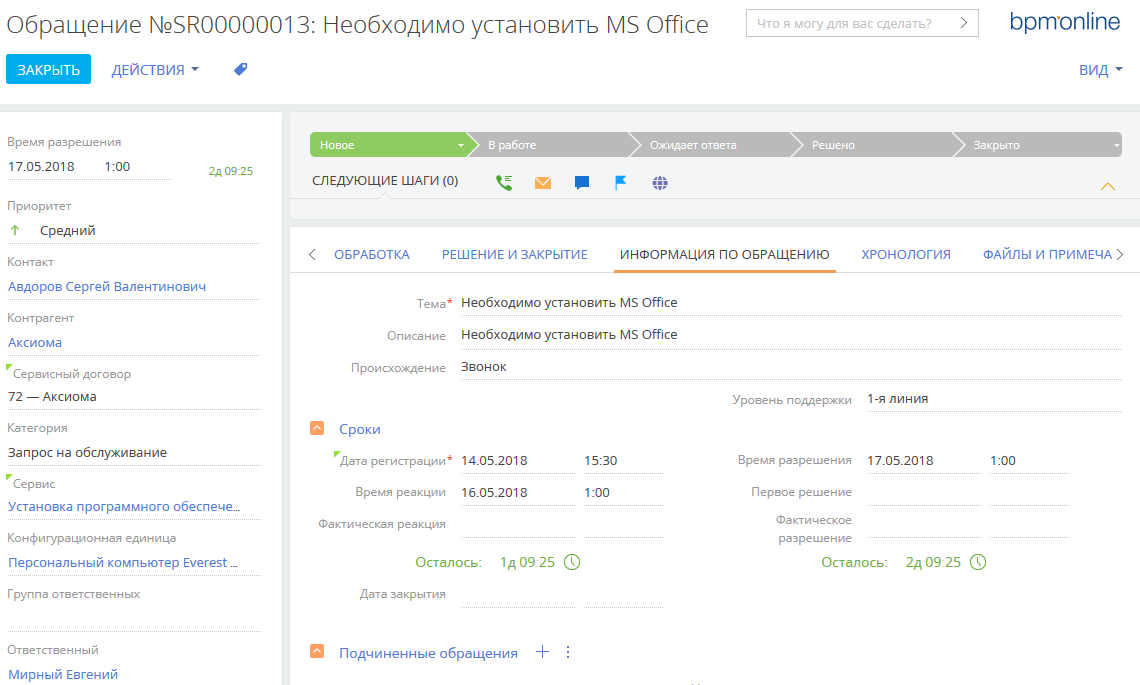 Обращение №SR00000013: Необходимо установить MS Office
Что я могу для вас сделать?
bpmonline
ЗАКРЫТЬ
ДЕЙСТВИЯ
ВИД
Время разрешения
17.05.2018 1:00 2д 09:25
Приоритет
Средний
Контакт
Авдоров Сергей Валентинович
Контрагент
Аксиома
Сервисный договор
72 — Аксиома
Категория
Запрос на обслуживание
Сервис
Установка программного обеспече...
Конфигурационная единица
Персональный компьютер Everest ...
Группа ответственных
Ответственный
Мирный Евгений
Новое В работе Ожидает ответа Решено Закрыто
СЛЕДУЮЩИЕ ШАГИ (0)
ОБРАБОТКА РЕШЕНИЕ И ЗАКРЫТИЕ ИНФОРМАЦИЯ ПО ОБРАЩЕНИЮ ХРОНОЛОГИЯ ФАЙЛЫ И ПРИМЕЧА
Тема* Необходимо установить MS Office
Описание Необходимо установить MS Office
Происхождение Звонок
Уровень поддержки 1-я линия
Сроки
Дата регистрации* 14.05.2018 15:30 Время разрешения 17.05.2018 1:00
Время реакции 16.05.2018 1:00 Первое решение
Фактическая реакция Фактическое
разрешение
Осталось: 1д 09:25 Осталось: 2д 09:25
Дата закрытия
Подчиненные обращения